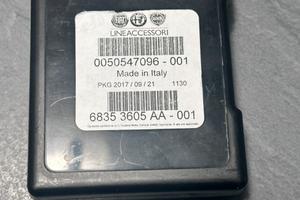 LINEACCESSORI
0050547096 - 001
Made in Italy
PKG 2017 / 09 / 21 1130
6835 3605 AA - 001